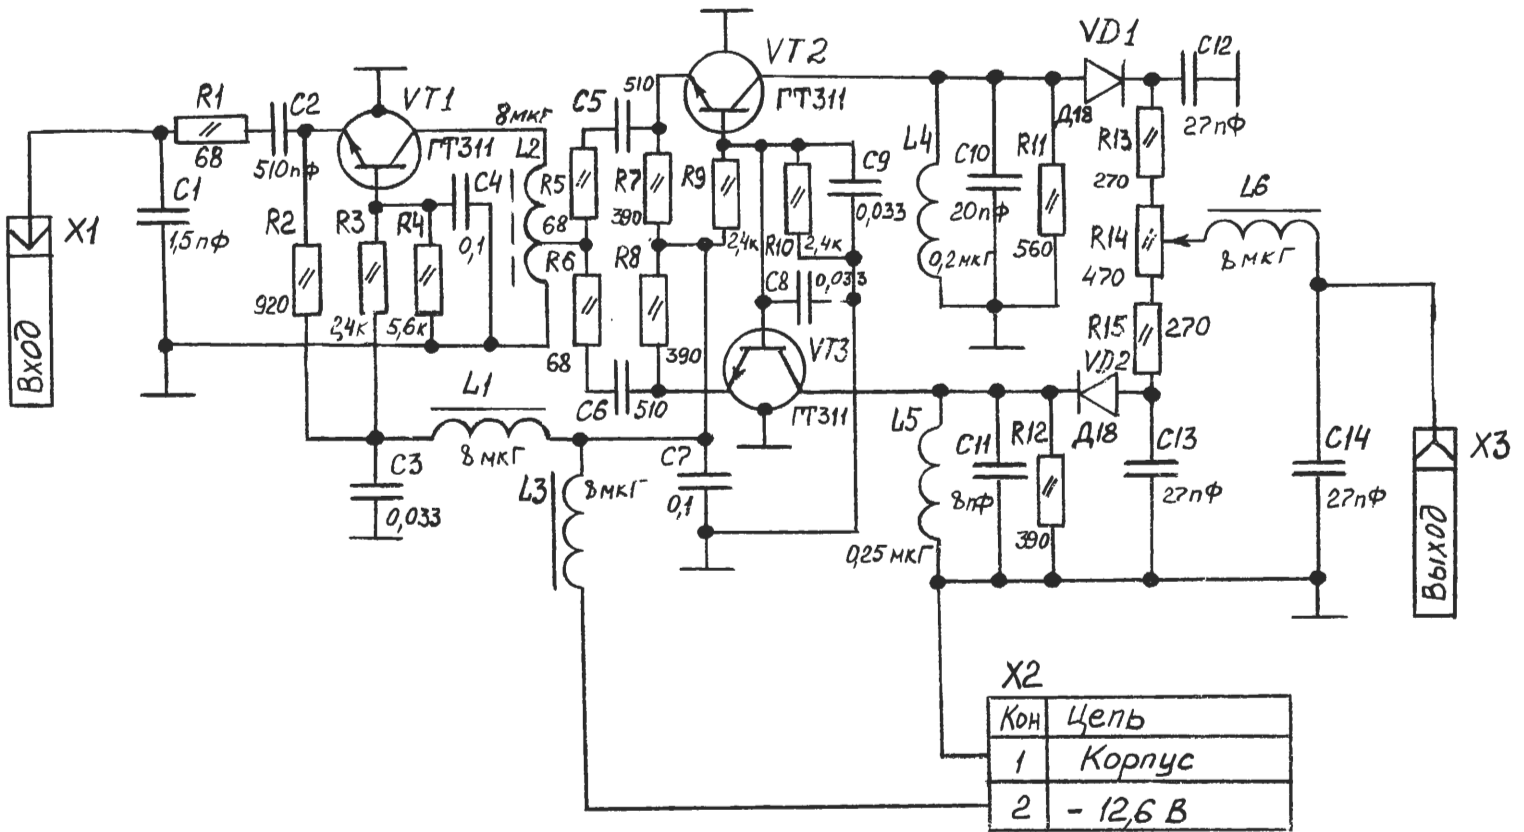 X1
Вход
R1
68
C1
1,5пФ
C2
510пФ
VT1
ГТ311
R2
920
R3
2,4к
R4
5,6к
C4
0,1
8мкГ
L2
C3
0,033
L1
8мкГ
L3
8мкГ
C5
510
R5
68
R6
68
C6
510
R7
390
R8
390
C7
0,1
VT2
ГТ311
R9
2,4к
R10
2,4к
C9
0,033
C8
0,033
VT3
ГТ311
L4
0,2мкГ
C10
20пФ
R11
560
VD1
Д18
C12
27пФ
R13
270
R14
470
R15
270
L6
8мкГ
VD2
Д18
L5
0,25мкГ
C11
8пФ
R12
390
C13
27пФ
C14
27пФ
X3
Выход
X2
Кон Цепь
1 Корпус
2 - 12,6 В